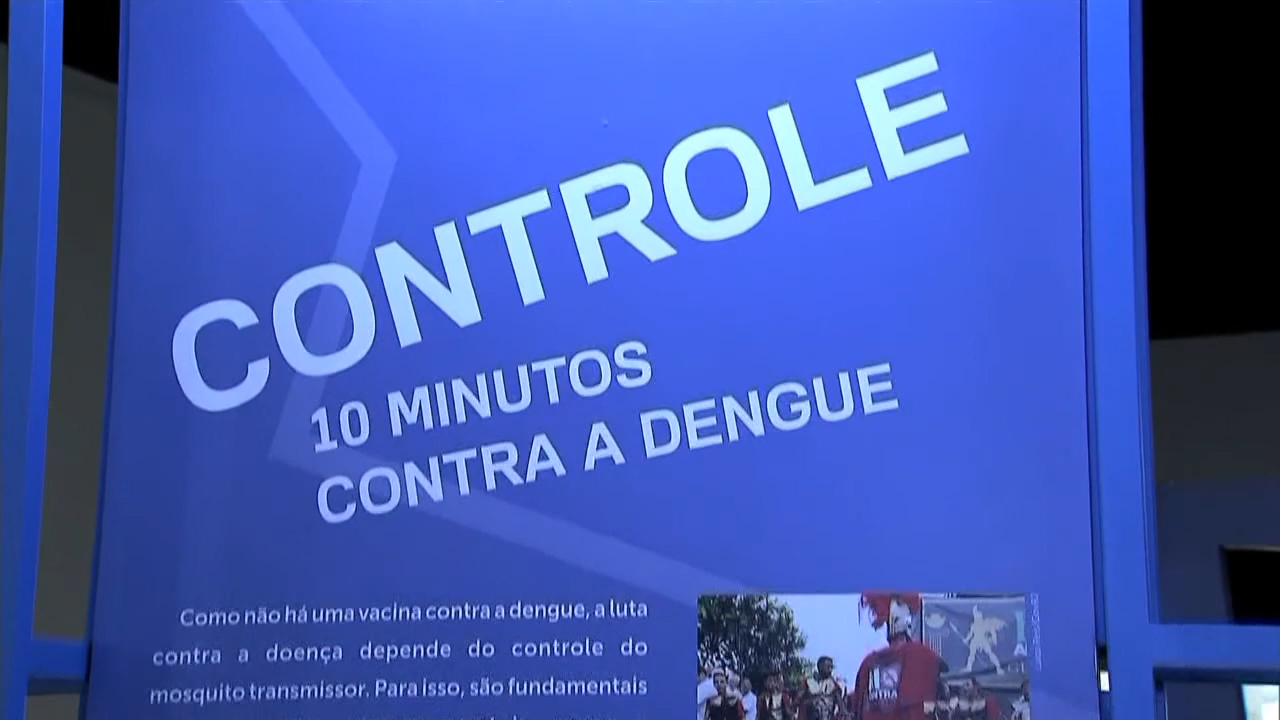 CONTROLE
10 MINUTOS
CONTRA A DENGUE
Como não há uma vacina contra a dengue, a luta
contra a doença depende do controle do
mosquito transmissor. Para isso, são fundamentais